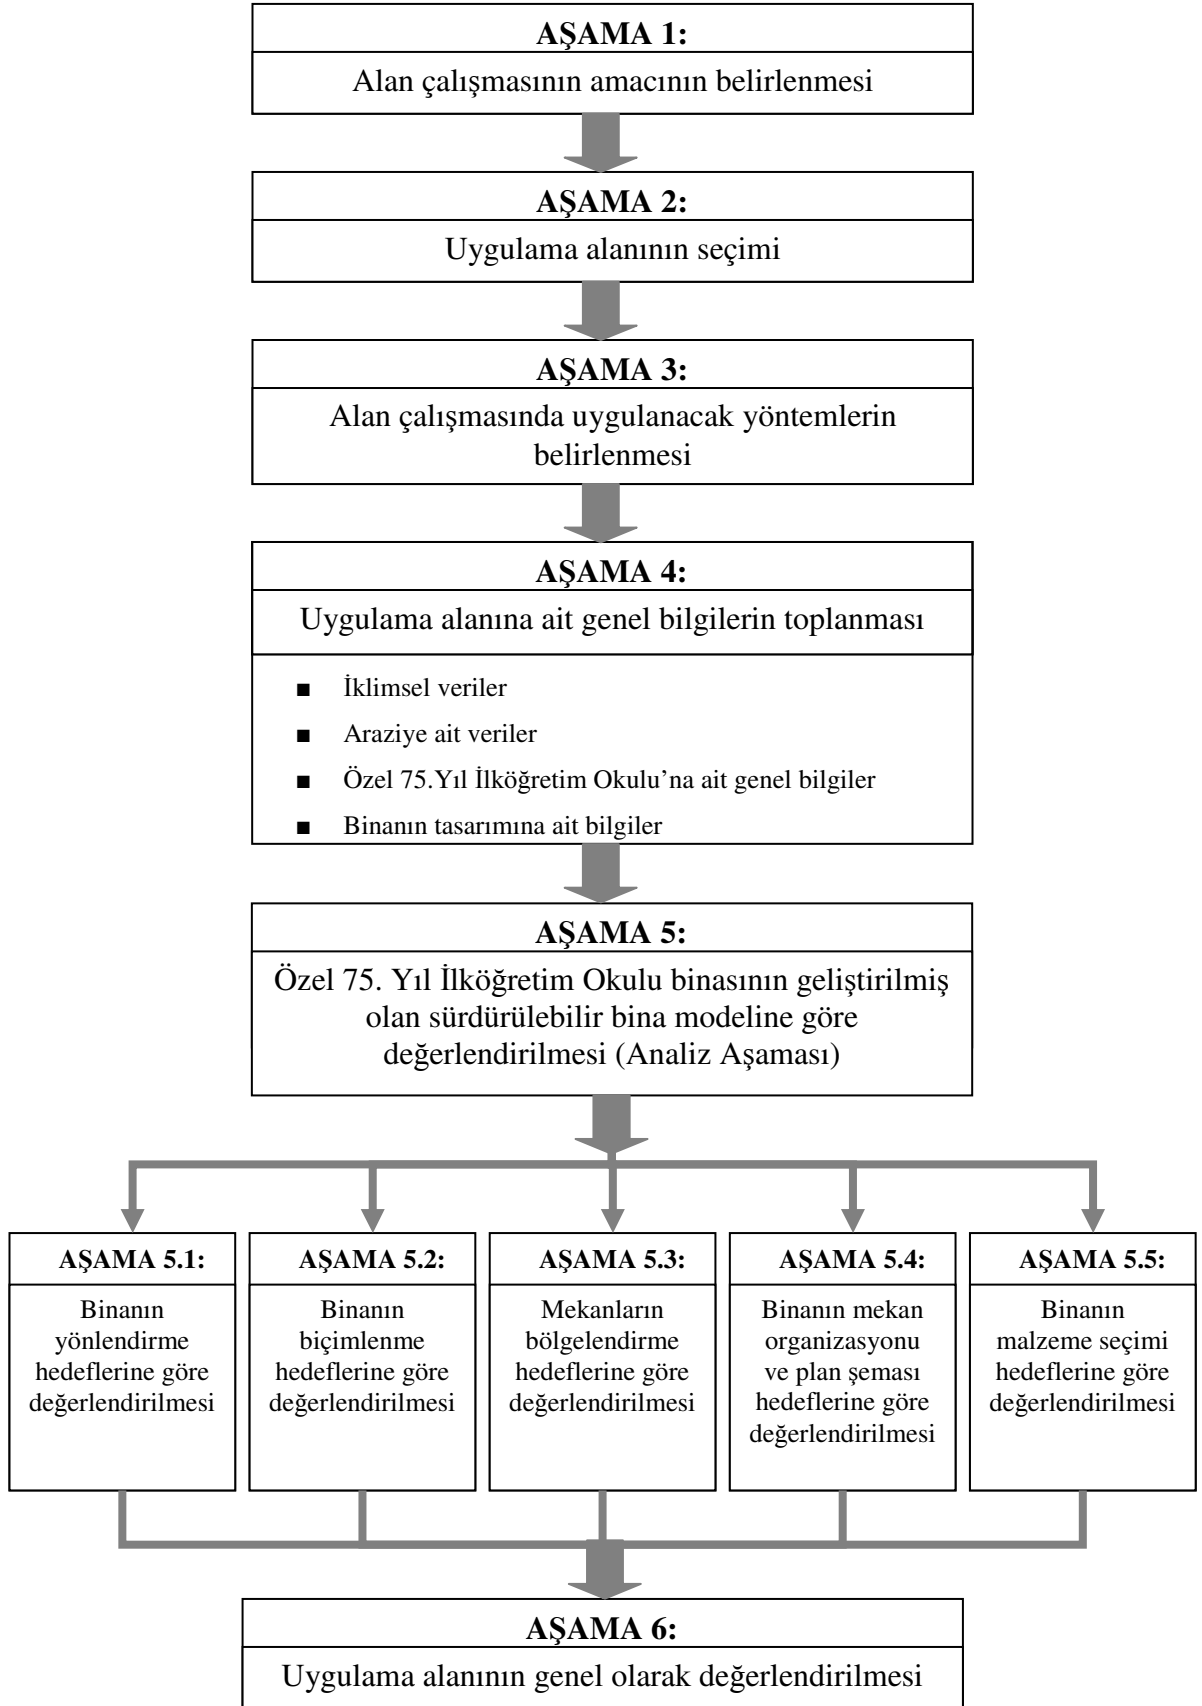 AŞAMA 1:
Alan çalışmasının amacının belirlenmesi
AŞAMA 2:
Uygulama alanının seçimi
AŞAMA 3:
Alan çalışmasında uygulanacak yöntemlerin
belirlenmesi
AŞAMA 4:
Uygulama alanına ait genel bilgilerin toplanması
■ İklimsel veriler
■ Araziye ait veriler
■ Özel 75.Yıl İlköğretim Okulu’na ait genel bilgiler
■ Binanın tasarımına ait bilgiler
AŞAMA 5:
Özel 75. Yıl İlköğretim Okulu binasının geliştirilmiş
olan sürdürülebilir bina modeline göre
değerlendirilmesi (Analiz Aşaması)
AŞAMA 5.1:
Binanın
yönlendirme
hedeflerine göre
değerlendirilmesi
AŞAMA 5.2:
Binanın
biçimlenme
hedeflerine göre
değerlendirilmesi
AŞAMA 5.3:
Mekanların
bölgelendirme
hedeflerine göre
değerlendirilmesi
AŞAMA 5.4:
Binanın mekan
organizasyonu
ve plan şeması
hedeflerine göre
değerlendirilmesi
AŞAMA 5.5:
Binanın
malzeme seçimi
hedeflerine göre
değerlendirilmesi
AŞAMA 6:
Uygulama alanının genel olarak değerlendirilmesi